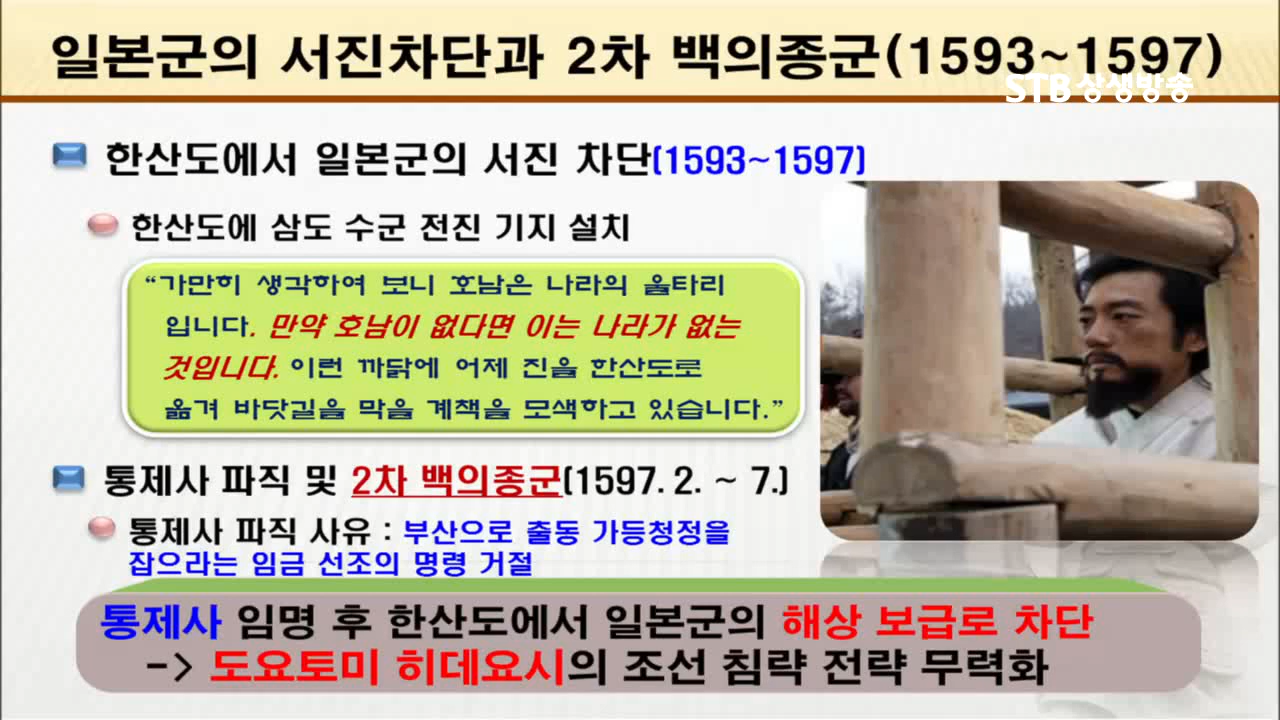 일본군의 서진차단과 2차 백의종군(1593~1597)
STB 상생방송
한산도에서 일본군의 서진 차단(1593~1597)
한산도에 삼도 수군 전진 기지 설치
“가만히 생각하여 보니 호남은 나라의 울타리
입니다. 만약 호남이 없다면 이는 나라가 없는
것입니다. 이런 까닭에 어제 진을 한산도로
옮겨 바닷길을 막을 계책을 모색하고 있습니다.”
통제사 파직 및 2차 백의종군(1597. 2. ~ 7.)
통제사 파직 사유 : 부산으로 출동 가등청정을
잡으라는 임금 선조의 명령 거절
통제사 임명 후 한산도에서 일본군의 해상 보급로 차단
-> 도요토미 히데요시의 조선 침략 전략 무력화